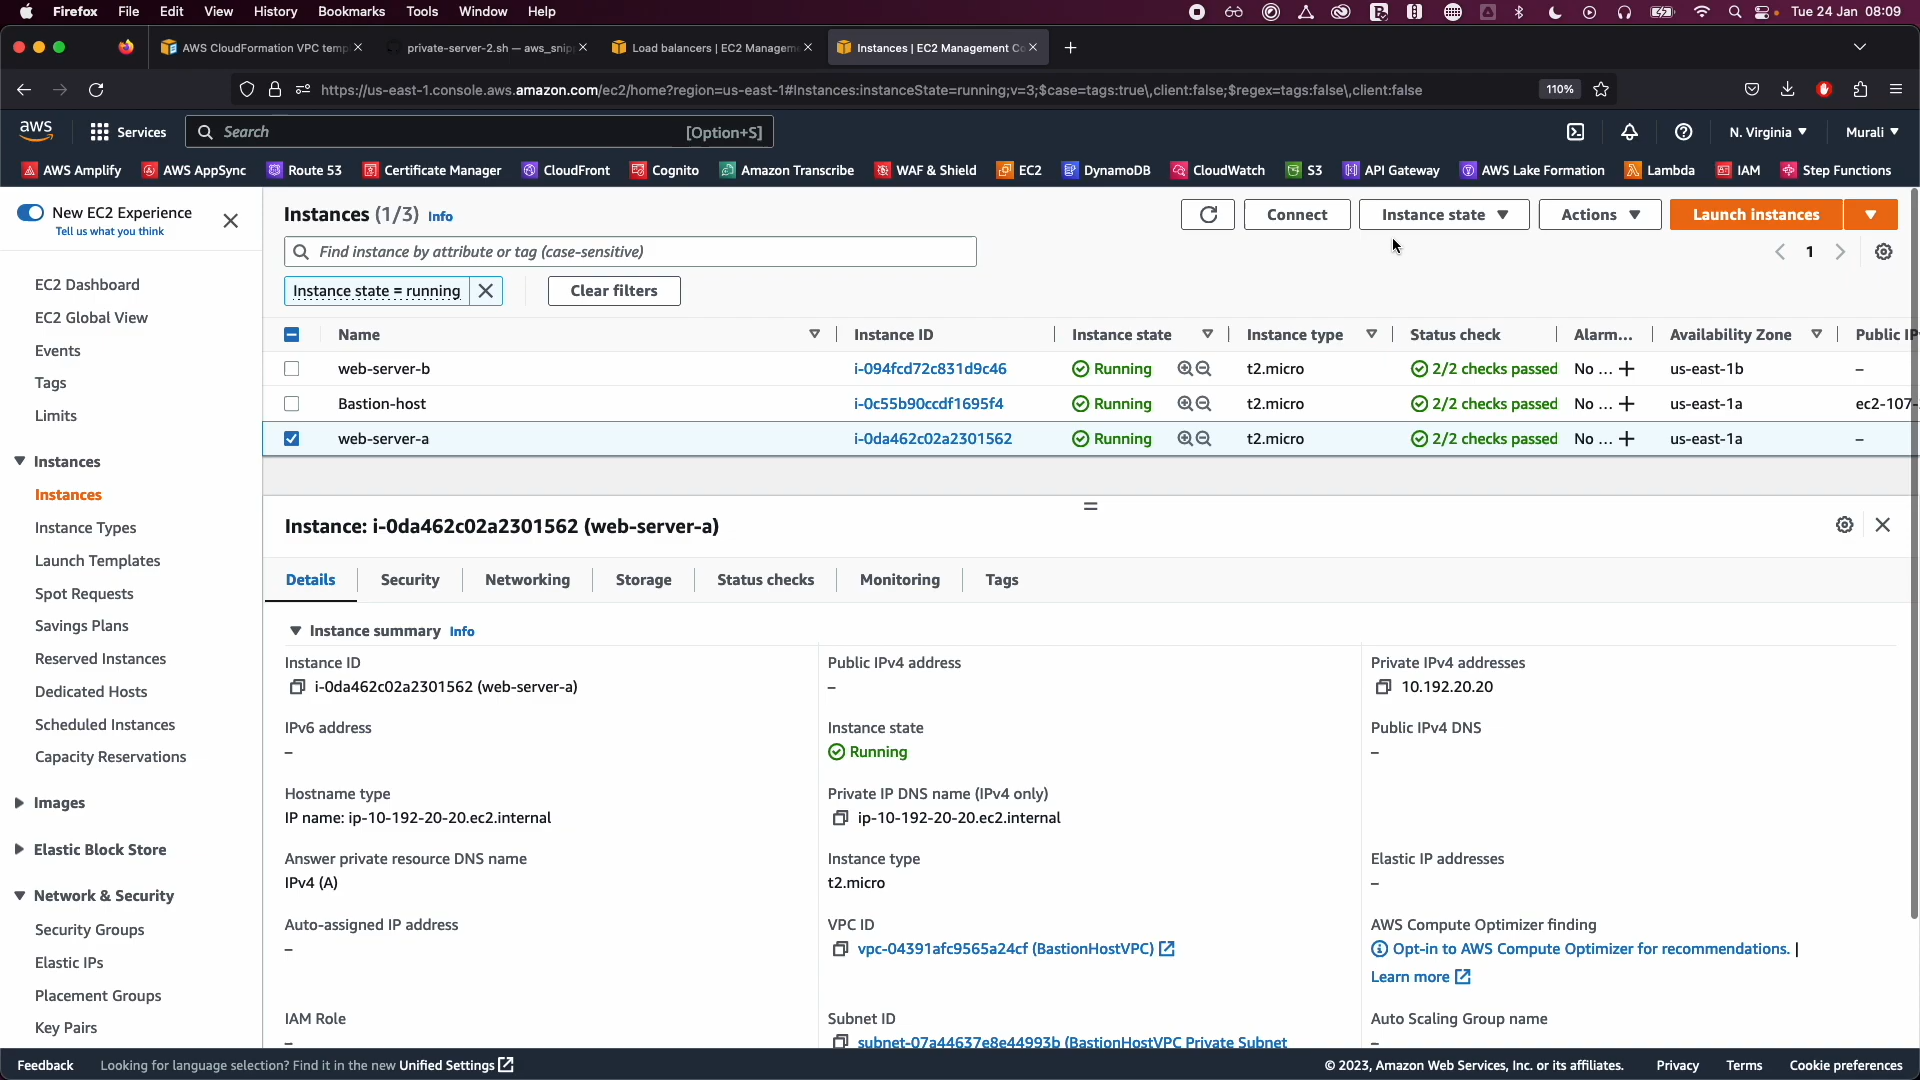 Firefox File Edit View History Bookmarks Tools Window Help
Tue 24 Jan 08:09
AWS CloudFormation VPC temp
private-server-2.sh — aws_snip
Load balancers | EC2 Managem
Instances | EC2 Management Co
https://us-east-1.console.aws.amazon.com/ec2/home?region=us-east-1#Instances:instanceState=running;v=3;$case=tags:true\,client:false;$regex=tags:false\,client:false
110%
aws
Services
Search
[Option+S]
N. Virginia
Murali
AWS Amplify AWS AppSync Route 53 Certificate Manager CloudFront Cognito Amazon Transcribe WAF & Shield EC2 DynamoDB CloudWatch S3 API Gateway AWS Lake Formation Lambda IAM Step Functions
New EC2 Experience
Tell us what you think
EC2 Dashboard
EC2 Global View
Events
Tags
Limits
Instances
Instances
Instance Types
Launch Templates
Spot Requests
Savings Plans
Reserved Instances
Dedicated Hosts
Scheduled Instances
Capacity Reservations
Images
Elastic Block Store
Network & Security
Security Groups
Elastic IPs
Placement Groups
Key Pairs
Instances (1/3) Info
Connect
Instance state
Actions
Launch instances
Find instance by attribute or tag (case-sensitive)
1
Instance state = running
Clear filters
Name Instance ID Instance state Instance type Status check Alarm... Availability Zone Public IP
web-server-b i-094fcd72c831d9c46 Running t2.micro 2/2 checks passed No ... us-east-1b –
Bastion-host i-0c55b90ccdf1695f4 Running t2.micro 2/2 checks passed No ... us-east-1a ec2-107-
web-server-a i-0da462c02a2301562 Running t2.micro 2/2 checks passed No ... us-east-1a –
Instance: i-0da462c02a2301562 (web-server-a)
Details Security Networking Storage Status checks Monitoring Tags
Instance summary Info
Instance ID
i-0da462c02a2301562 (web-server-a)
Public IPv4 address
–
Private IPv4 addresses
10.192.20.20
IPv6 address
–
Instance state
Running
Public IPv4 DNS
–
Hostname type
IP name: ip-10-192-20-20.ec2.internal
Private IP DNS name (IPv4 only)
ip-10-192-20-20.ec2.internal
Answer private resource DNS name
IPv4 (A)
Instance type
t2.micro
Elastic IP addresses
–
Auto-assigned IP address
–
VPC ID
vpc-04391afc9565a24cf (BastionHostVPC)
AWS Compute Optimizer finding
Opt-in to AWS Compute Optimizer for recommendations. |
Learn more
IAM Role
–
Subnet ID
subnet-07a44637e8e44993b (BastionHostVPC Private Subnet
Auto Scaling Group name
–
Feedback
Looking for language selection? Find it in the new Unified Settings
© 2023, Amazon Web Services, Inc. or its affiliates.
Privacy
Terms
Cookie preferences